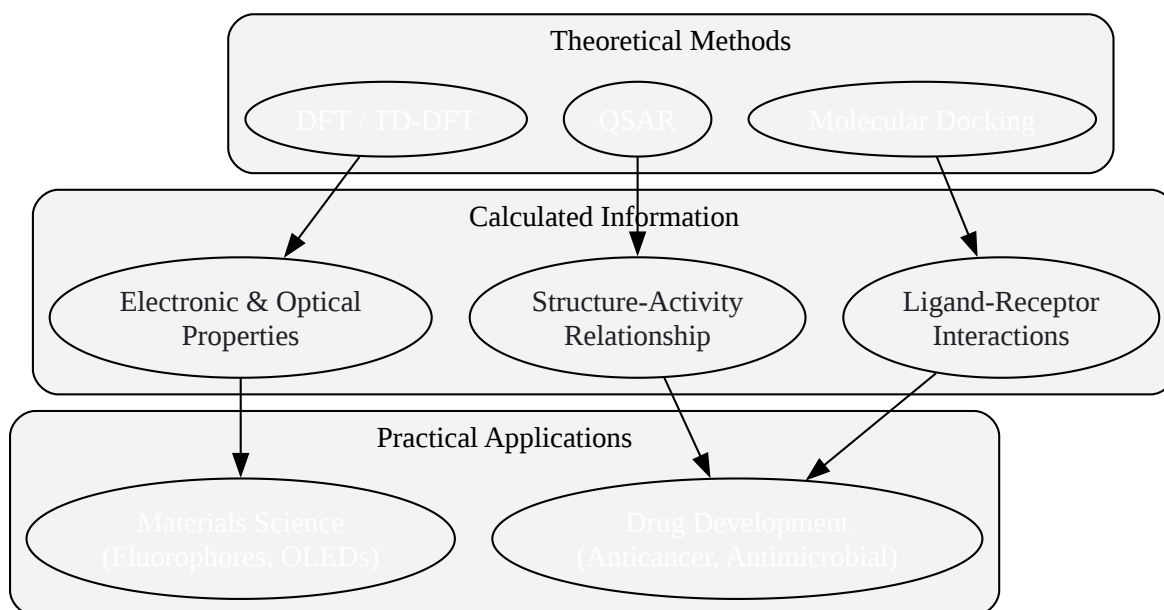 Theoretical Methods
DFT / TD-DFT
QSAR
Molecular Docking
Calculated Information
Electronic & Optical
Properties
Structure-Activity
Relationship
Ligand-Receptor
Interactions
Practical Applications
Materials Science
(Fluorophores, OLEDs)
Drug Development
(Anticancer, Antimicrobial)